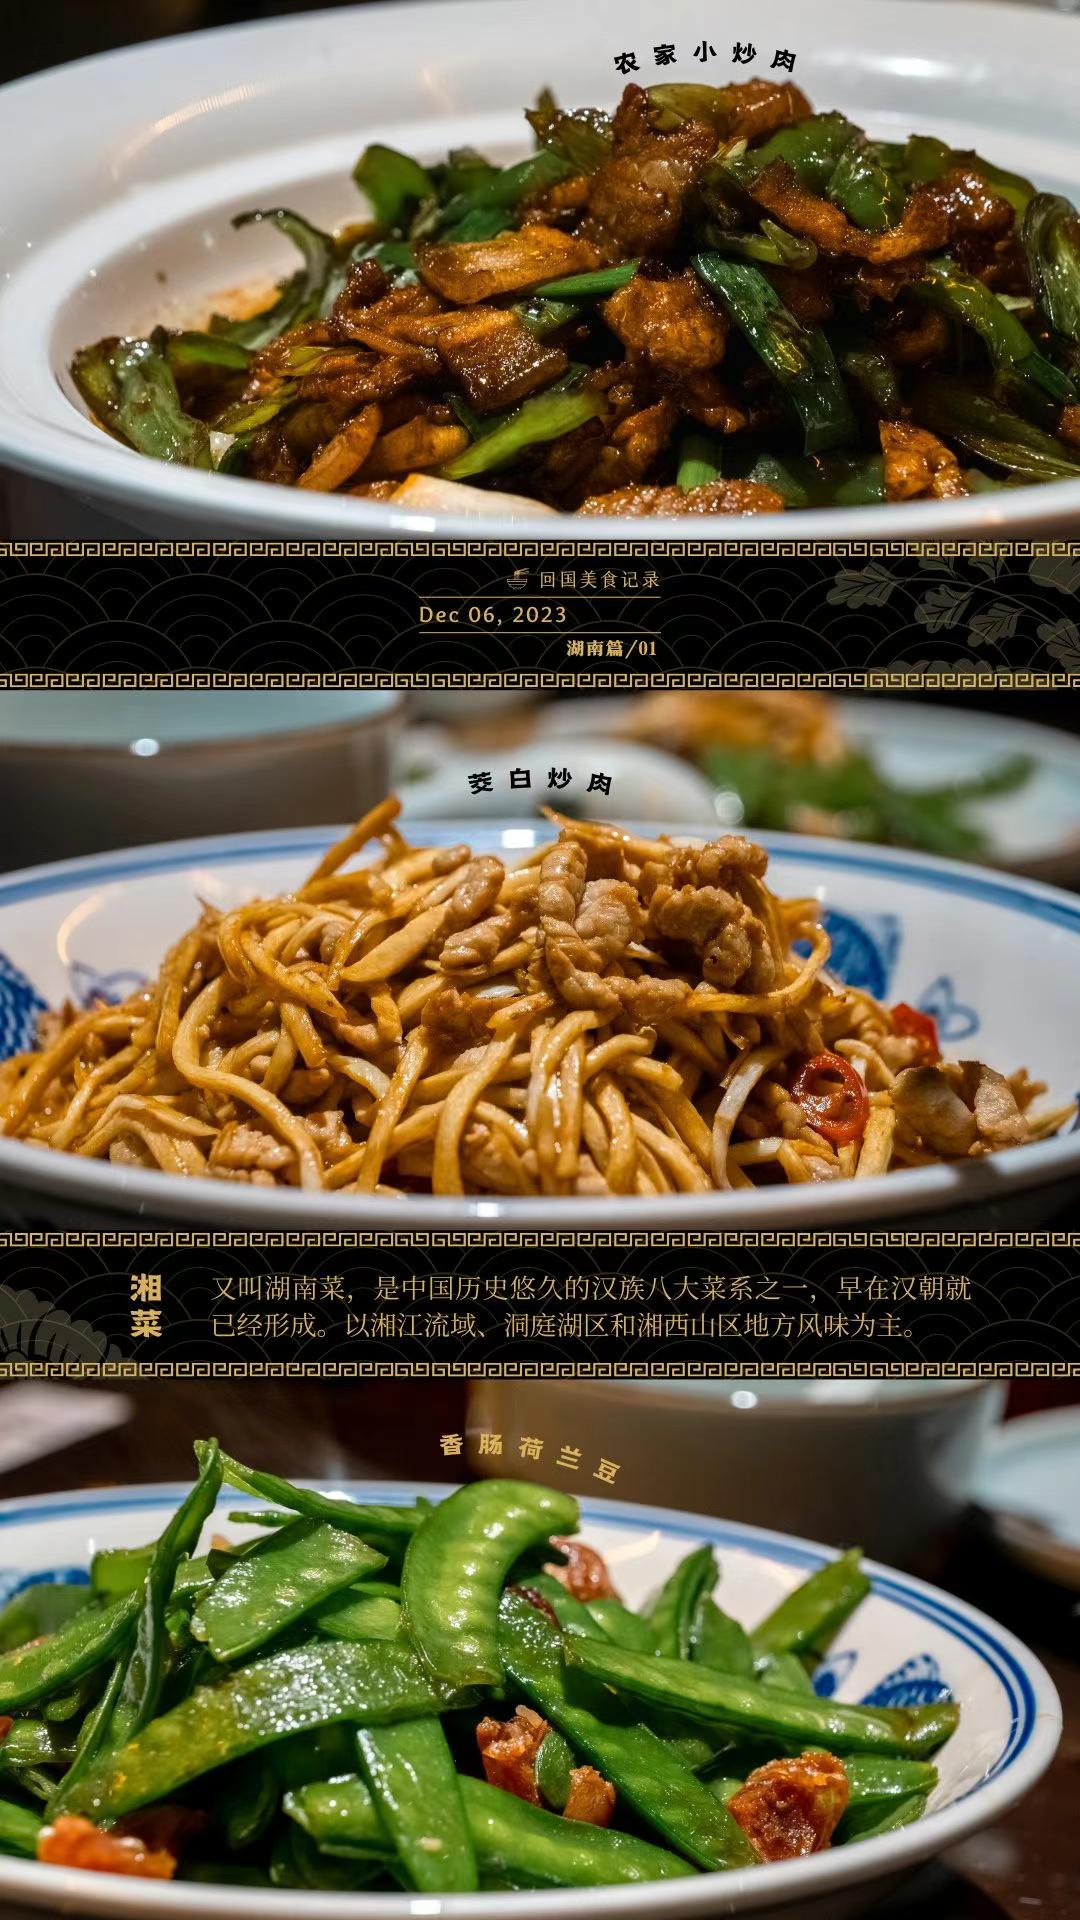 农家小炒肉
回国美食记录
Dec 06, 2023
湖南篇/01
茭白炒肉
湘菜
又叫湖南菜，是中国历史悠久的汉族八大菜系之一，早在汉朝就
已经形成。以湘江流域、洞庭湖区和湘西山区地方风味为主。
香肠荷兰豆